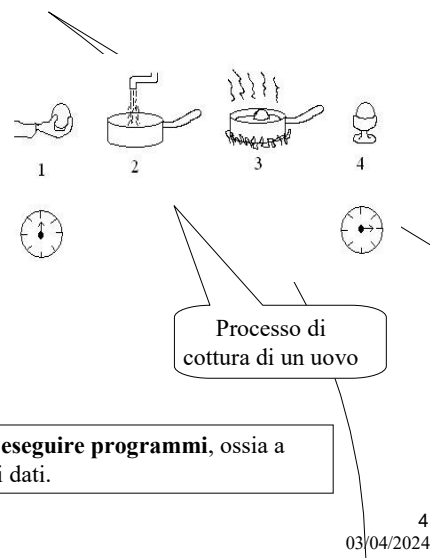 1 2 3 4
Processo di
cottura di un uovo
eseguire programmi, ossia a
i dati.
4
03/04/2024